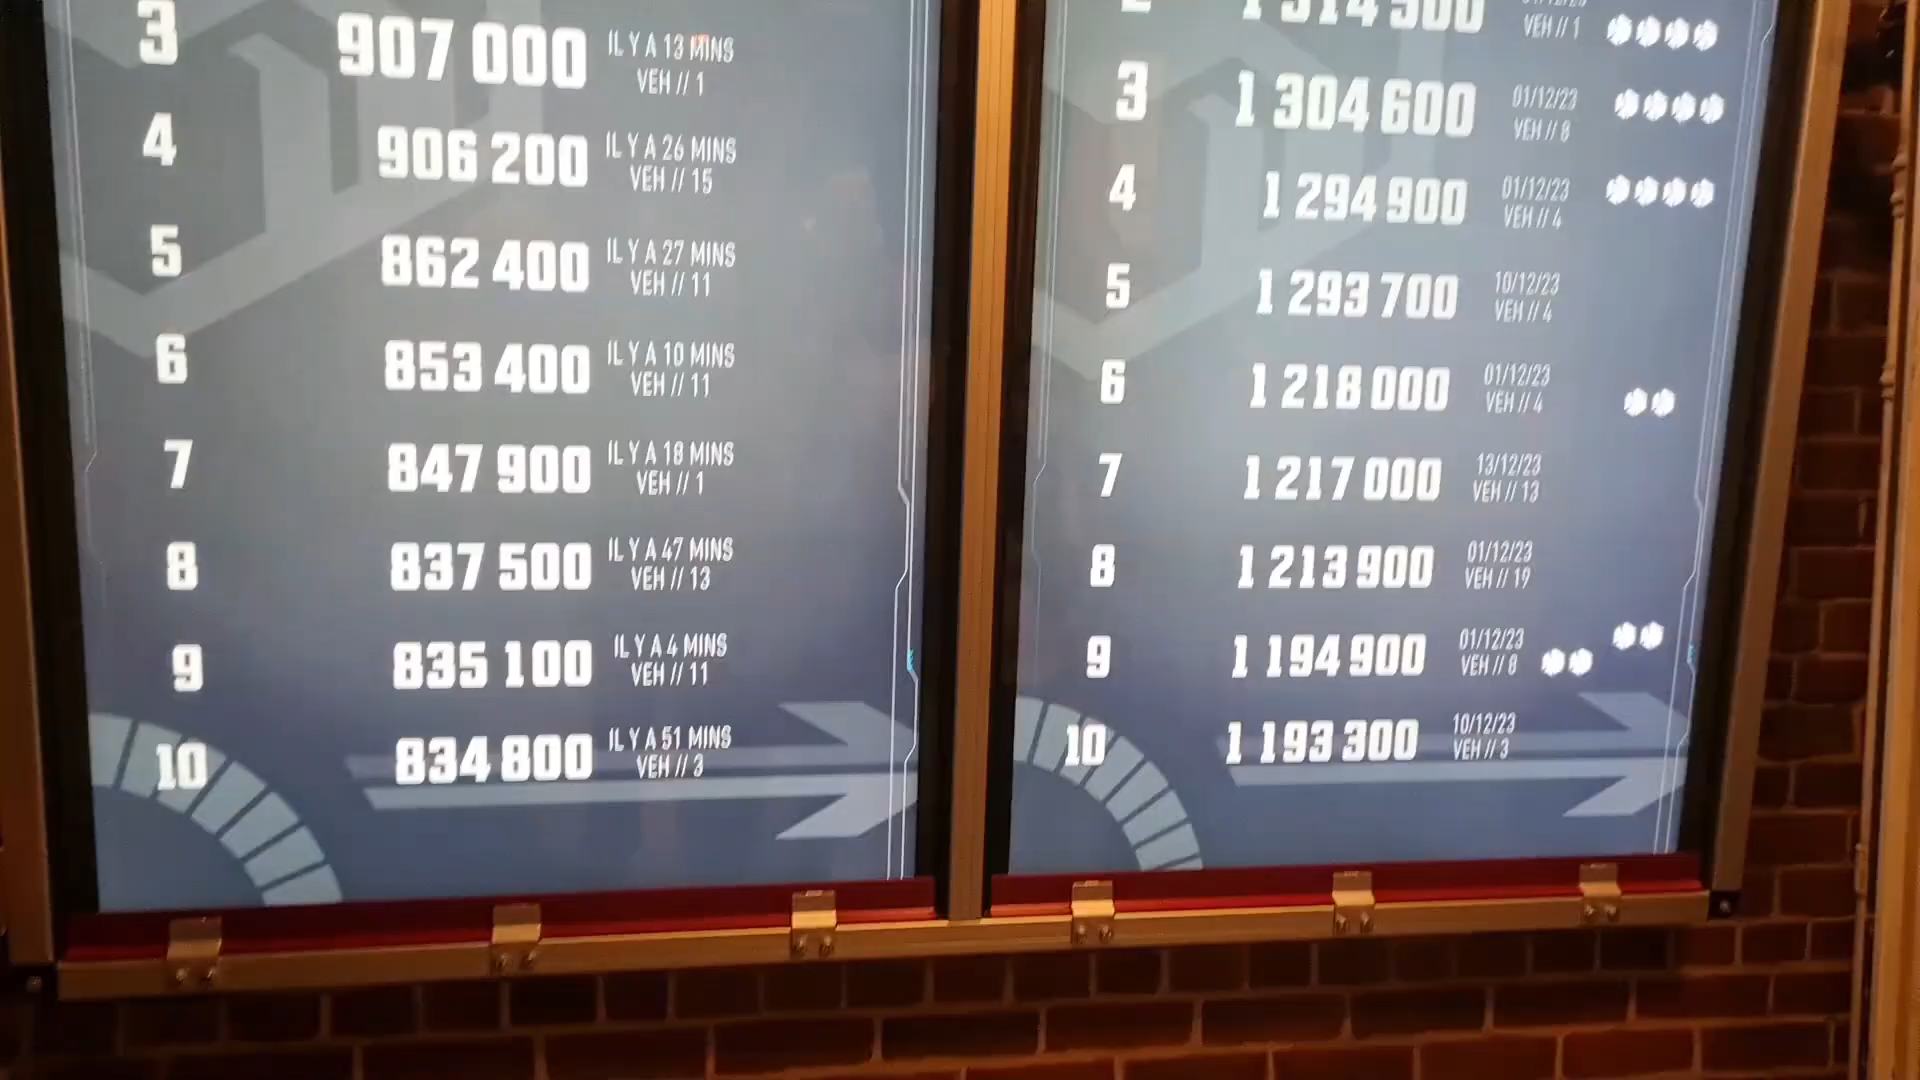 3 907 000 IL Y A 13 MINS
VEH // 1
4 906 200 IL Y A 26 MINS
VEH // 15
5 862 400 IL Y A 27 MINS
VEH // 11
6 853 400 IL Y A 10 MINS
VEH // 11
7 847 900 IL Y A 18 MINS
VEH // 1
8 837 500 IL Y A 47 MINS
VEH // 13
9 835 100 IL Y A 4 MINS
VEH // 11
10 834 800 IL Y A 51 MINS
VEH // 3
VEH // 1
3 1 304 600 01/12/23
VEH // 8
4 1 294 900 01/12/23
VEH // 4
5 1 293 700 10/12/23
VEH // 4
6 1 218 000 01/12/23
VEH // 4
7 1 217 000 13/12/23
VEH // 13
8 1 213 900 01/12/23
VEH // 19
9 1 194 900 01/12/23
VEH // 8
10 1 193 300 10/12/23
VEH // 3